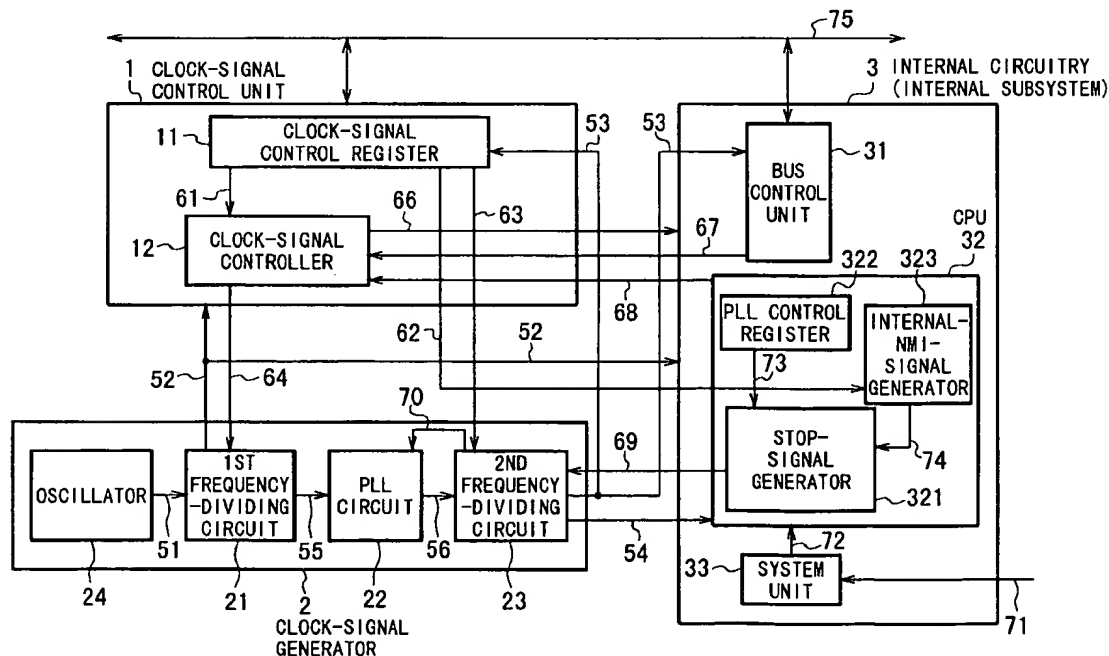 75
1 CLOCK-SIGNAL
CONTROL UNIT
3 INTERNAL CIRCUITRY
(INTERNAL SUBSYSTEM)
11
CLOCK-SIGNAL
CONTROL REGISTER
53
53
31
BUS
CONTROL
UNIT
61
66
63
12
CLOCK-SIGNAL
CONTROLLER
67
CPU
32
322
323
68
PLL CONTROL
REGISTER
INTERNAL-
NMI-
SIGNAL
GENERATOR
62
52
52
64
73
70
69
STOP-
SIGNAL
GENERATOR
74
321
OSCILLATOR
1ST
FREQUENCY
-DIVIDING
CIRCUIT
PLL
CIRCUIT
2ND
FREQUENCY
-DIVIDING
CIRCUIT
51
55
56
54
72
33
SYSTEM
UNIT
71
24
21
2
22
23
CLOCK-SIGNAL
GENERATOR